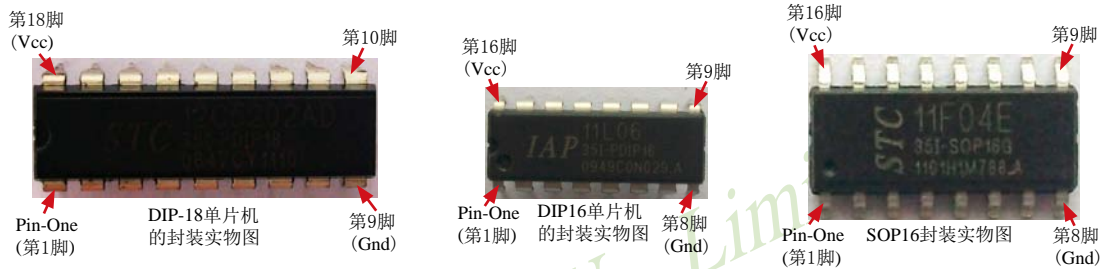 第18脚
(Vcc)
第10脚
STC
35I-PDIP18
Pin-One
(第1脚)
DIP-18单片机
的封装实物图
第9脚
(Gnd)
第16脚
(Vcc)
第9脚
IAP
11L06
35I-PDIP16
0949C0N029.A
Pin-One
(第1脚)
DIP16单片机
的封装实物图
第8脚
(Gnd)
第16脚
(Vcc)
第9脚
STC
11F04E
35I-SOP16G
1101H1M788.A
Pin-One
(第1脚)
SOP16封装实物图
第8脚
(Gnd)
Limi